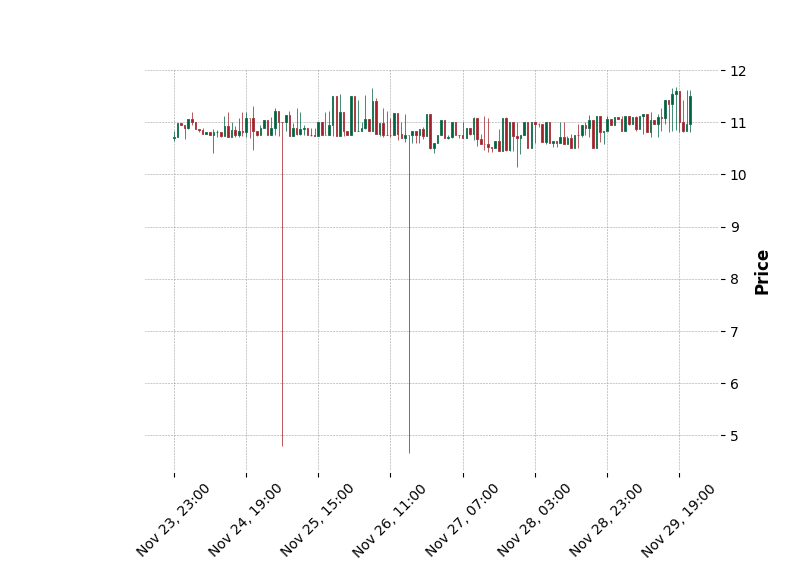 12
11
10
9
8
7
6
5
Price
Nov 23, 23:00
Nov 24, 19:00
Nov 25, 15:00
Nov 26, 11:00
Nov 27, 07:00
Nov 28, 03:00
Nov 28, 23:00
Nov 29, 19:00